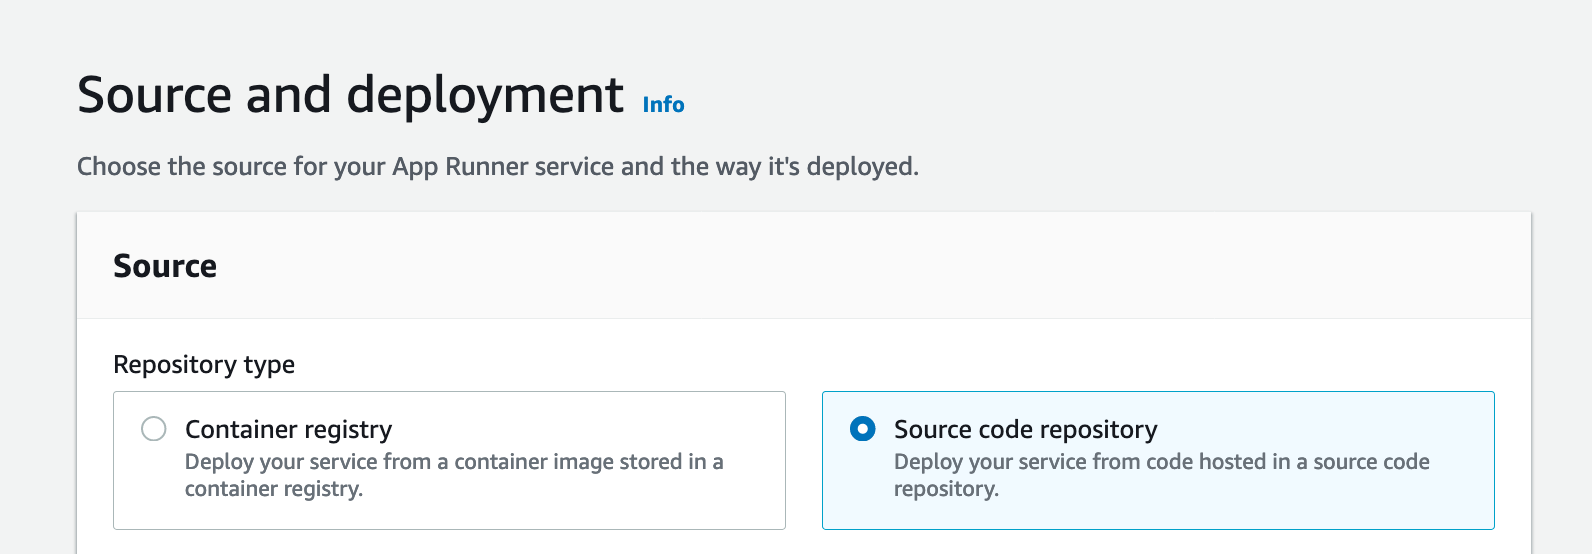 Source and deployment Info
Choose the source for your App Runner service and the way it's deployed.
Source
Repository type
Container registry
Deploy your service from a container image stored in a
container registry.
Source code repository
Deploy your service from code hosted in a source code
repository.